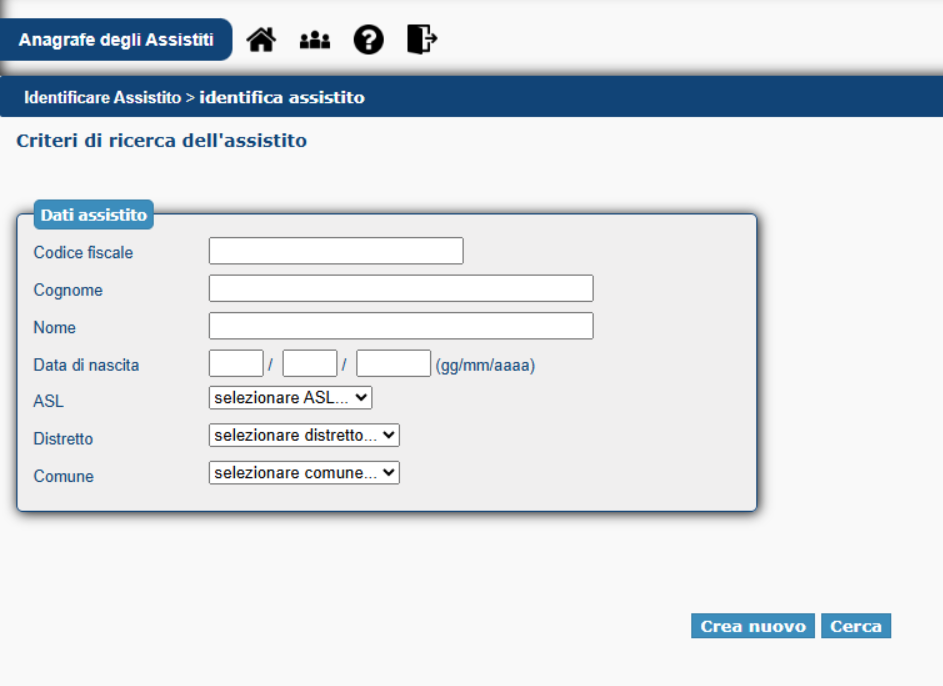 Anagrafe degli Assistiti
Identificare Assistito > identifica assistito
Criteri di ricerca dell'assistito
Dati assistito
Codice fiscale
Cognome
Nome
Data di nascita / / (gg/mm/aaaa)
ASL selezionare ASL...
Distretto selezionare distretto...
Comune selezionare comune...
Crea nuovo Cerca